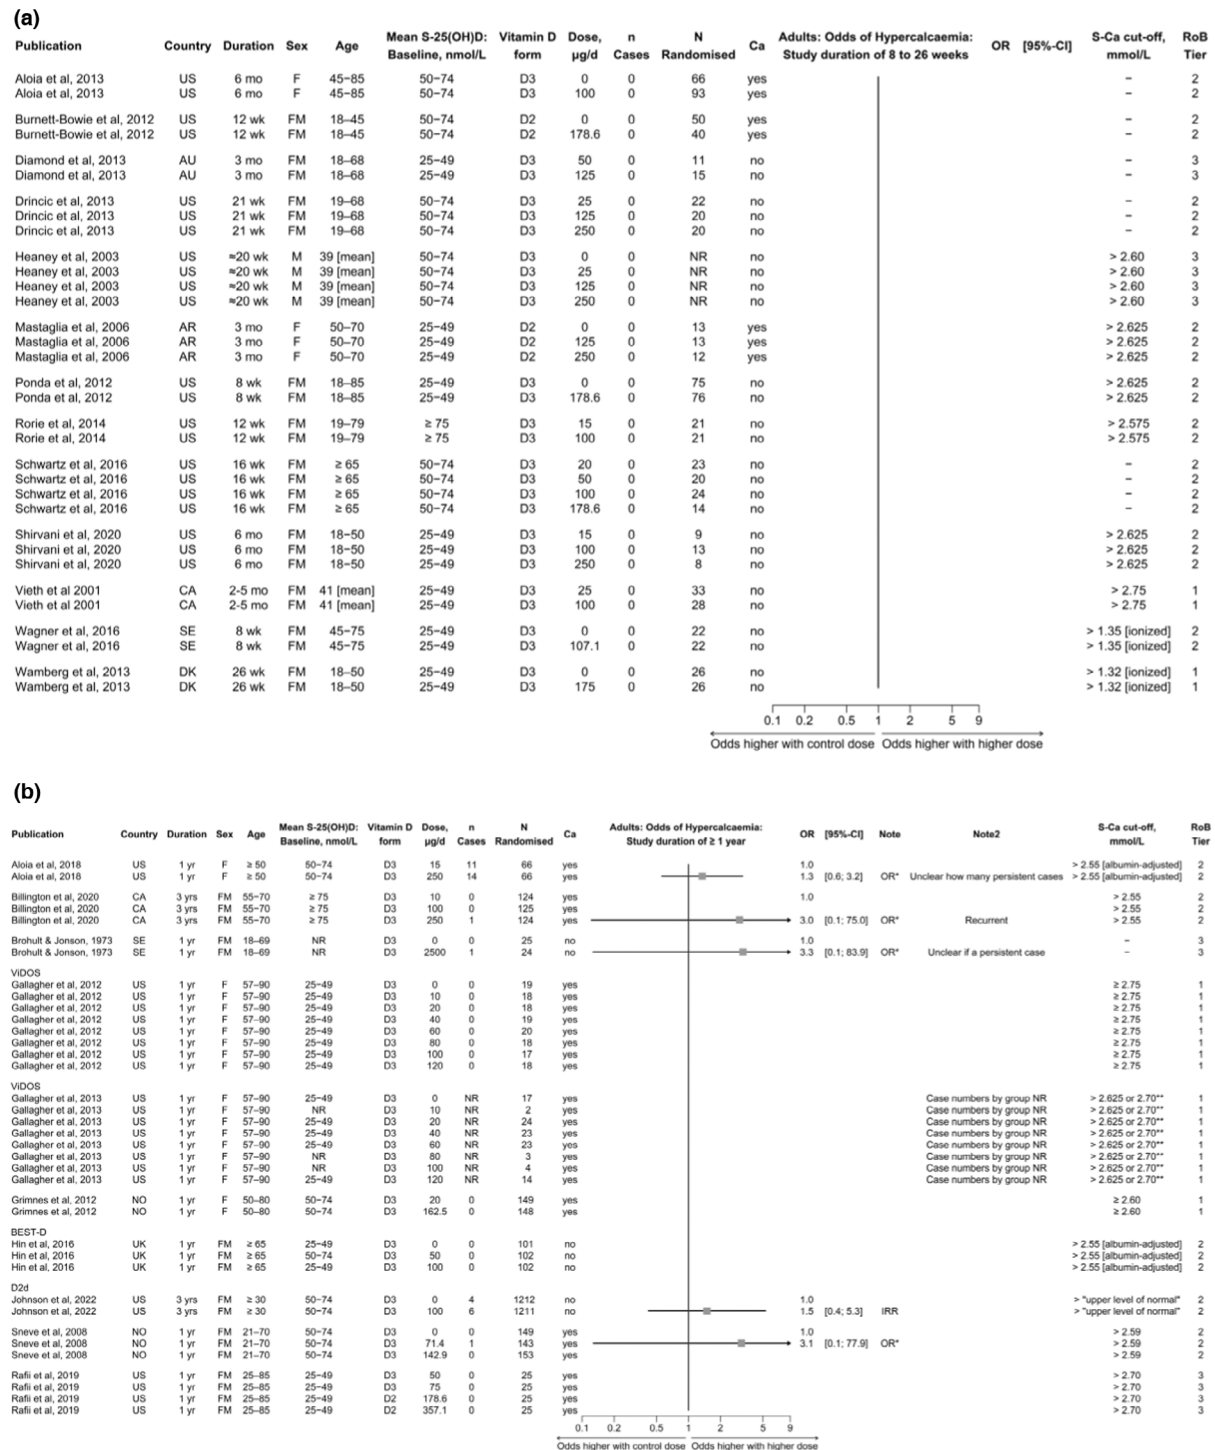 (a)
Publication Country Duration Sex Age Mean S-25(OH)D: Baseline, nmol/L Vitamin D form Dose, µg/d n Cases N Randomised Ca Adults: Odds of Hypercalcaemia: Study duration of 8 to 26 weeks OR [95%-CI] S-Ca cut-off, mmol/L RoB Tier
Aloia et al, 2013 US 6 mo F 45–85 50–74 D3 0 0 66 yes – 2
Aloia et al, 2013 US 6 mo F 45–85 50–74 D3 100 0 93 yes – 2
Burnett-Bowie et al, 2012 US 12 wk FM 18–45 50–74 D2 0 0 50 yes – 2
Burnett-Bowie et al, 2012 US 12 wk FM 18–45 50–74 D2 178.6 0 40 yes – 2
Diamond et al, 2013 AU 3 mo FM 18–68 25–49 D3 50 0 11 no – 3
Diamond et al, 2013 AU 3 mo FM 18–68 25–49 D3 125 0 15 no – 3
Drincic et al, 2013 US 21 wk FM 19–68 50–74 D3 25 0 22 no – 2
Drincic et al, 2013 US 21 wk FM 19–68 50–74 D3 125 0 20 no – 2
Drincic et al, 2013 US 21 wk FM 19–68 50–74 D3 250 0 20 no – 2
Heaney et al, 2003 US ≈20 wk M 39 [mean] 50–74 D3 0 0 NR no > 2.60 3
Heaney et al, 2003 US ≈20 wk M 39 [mean] 50–74 D3 25 0 NR no > 2.60 3
Heaney et al, 2003 US ≈20 wk M 39 [mean] 50–74 D3 125 0 NR no > 2.60 3
Heaney et al, 2003 US ≈20 wk M 39 [mean] 50–74 D3 250 0 NR no > 2.60 3
Mastaglia et al, 2006 AR 3 mo F 50–70 25–49 D2 0 0 13 yes > 2.625 2
Mastaglia et al, 2006 AR 3 mo F 50–70 25–49 D2 125 0 13 yes > 2.625 2
Mastaglia et al, 2006 AR 3 mo F 50–70 25–49 D2 250 0 12 yes > 2.625 2
Ponda et al, 2012 US 8 wk FM 18–85 25–49 D3 0 0 75 no > 2.625 2
Ponda et al, 2012 US 8 wk FM 18–85 25–49 D3 178.6 0 76 no > 2.625 2
Rorie et al, 2014 US 12 wk FM 19–79 ≥ 75 D3 15 0 21 no > 2.575 2
Rorie et al, 2014 US 12 wk FM 19–79 ≥ 75 D3 100 0 21 no > 2.575 2
Schwartz et al, 2016 US 16 wk FM ≥ 65 50–74 D3 20 0 23 no – 2
Schwartz et al, 2016 US 16 wk FM ≥ 65 50–74 D3 50 0 20 no – 2
Schwartz et al, 2016 US 16 wk FM ≥ 65 50–74 D3 100 0 24 no – 2
Schwartz et al, 2016 US 16 wk FM ≥ 65 50–74 D3 178.6 0 14 no – 2
Shirvani et al, 2020 US 6 mo FM 18–50 25–49 D3 15 0 9 no > 2.625 2
Shirvani et al, 2020 US 6 mo FM 18–50 25–49 D3 100 0 13 no > 2.625 2
Shirvani et al, 2020 US 6 mo FM 18–50 25–49 D3 250 0 8 no > 2.625 2
Vieth et al 2001 CA 2-5 mo FM 41 [mean] 25–49 D3 25 0 33 no > 2.75 1
Vieth et al 2001 CA 2-5 mo FM 41 [mean] 25–49 D3 100 0 28 no > 2.75 1
Wagner et al, 2016 SE 8 wk FM 45–75 25–49 D3 0 0 22 no > 1.35 [ionized] 2
Wagner et al, 2016 SE 8 wk FM 45–75 25–49 D3 107.1 0 22 no > 1.35 [ionized] 2
Wamberg et al, 2013 DK 26 wk FM 18–50 25–49 D3 0 0 26 no > 1.32 [ionized] 1
Wamberg et al, 2013 DK 26 wk FM 18–50 25–49 D3 175 0 26 no > 1.32 [ionized] 1
0.1 0.2 0.5 1 2 5 9
Odds higher with control dose Odds higher with higher dose
(b)
Publication Country Duration Sex Age Mean S-25(OH)D: Baseline, nmol/L Vitamin D form Dose, µg/d n Cases N Randomised Ca Adults: Odds of Hypercalcaemia: Study duration of ≥ 1 year OR [95%-CI] Note Note2 S-Ca cut-off, mmol/L RoB Tier
Aloia et al, 2018 US 1 yr F ≥ 50 50–74 D3 15 11 66 yes 1.0 > 2.55 [albumin-adjusted] 2
Aloia et al, 2018 US 1 yr F ≥ 50 50–74 D3 250 14 66 yes 1.3 [0.6; 3.2] OR* Unclear how many persistent cases > 2.55 [albumin-adjusted] 2
Billington et al, 2020 CA 3 yrs FM 55–70 ≥ 75 D3 10 0 124 yes 1.0 > 2.55 2
Billington et al, 2020 CA 3 yrs FM 55–70 ≥ 75 D3 100 0 125 yes > 2.55 2
Billington et al, 2020 CA 3 yrs FM 55–70 ≥ 75 D3 250 1 124 yes 3.0 [0.1; 75.0] OR* Recurrent > 2.55 2
Brohult & Jonson, 1973 SE 1 yr FM 18–69 NR D3 0 0 25 no 1.0 – 3
Brohult & Jonson, 1973 SE 1 yr FM 18–69 NR D3 2500 1 24 no 3.3 [0.1; 83.9] OR* Unclear if a persistent case – 3
ViDOS
Gallagher et al, 2012 US 1 yr F 57–90 25–49 D3 0 0 19 yes ≥ 2.75 1
Gallagher et al, 2012 US 1 yr F 57–90 25–49 D3 10 0 18 yes ≥ 2.75 1
Gallagher et al, 2012 US 1 yr F 57–90 25–49 D3 20 0 18 yes ≥ 2.75 1
Gallagher et al, 2012 US 1 yr F 57–90 25–49 D3 40 0 19 yes ≥ 2.75 1
Gallagher et al, 2012 US 1 yr F 57–90 25–49 D3 60 0 20 yes ≥ 2.75 1
Gallagher et al, 2012 US 1 yr F 57–90 25–49 D3 80 0 18 yes ≥ 2.75 1
Gallagher et al, 2012 US 1 yr F 57–90 25–49 D3 100 0 17 yes ≥ 2.75 1
Gallagher et al, 2012 US 1 yr F 57–90 25–49 D3 120 0 18 yes ≥ 2.75 1
ViDOS
Gallagher et al, 2013 US 1 yr F 57–90 25–49 D3 0 NR 17 yes Case numbers by group NR > 2.625 or 2.70** 1
Gallagher et al, 2013 US 1 yr F 57–90 NR D3 10 NR 2 yes Case numbers by group NR > 2.625 or 2.70** 1
Gallagher et al, 2013 US 1 yr F 57–90 25–49 D3 20 NR 24 yes Case numbers by group NR > 2.625 or 2.70** 1
Gallagher et al, 2013 US 1 yr F 57–90 25–49 D3 40 NR 23 yes Case numbers by group NR > 2.625 or 2.70** 1
Gallagher et al, 2013 US 1 yr F 57–90 25–49 D3 60 NR 23 yes Case numbers by group NR > 2.625 or 2.70** 1
Gallagher et al, 2013 US 1 yr F 57–90 NR D3 80 NR 3 yes Case numbers by group NR > 2.625 or 2.70** 1
Gallagher et al, 2013 US 1 yr F 57–90 NR D3 100 NR 4 yes Case numbers by group NR > 2.625 or 2.70** 1
Gallagher et al, 2013 US 1 yr F 57–90 25–49 D3 120 NR 14 yes Case numbers by group NR > 2.625 or 2.70** 1
Grimnes et al, 2012 NO 1 yr F 50–80 50–74 D3 20 0 149 yes ≥ 2.60 1
Grimnes et al, 2012 NO 1 yr F 50–80 50–74 D3 162.5 0 148 yes ≥ 2.60 1
BEST-D
Hin et al, 2016 UK 1 yr FM ≥ 65 25–49 D3 0 0 101 no > 2.55 [albumin-adjusted] 2
Hin et al, 2016 UK 1 yr FM ≥ 65 50–74 D3 50 0 102 no > 2.55 [albumin-adjusted] 2
Hin et al, 2016 UK 1 yr FM ≥ 65 25–49 D3 100 0 102 no > 2.55 [albumin-adjusted] 2
D2d
Johnson et al, 2022 US 3 yrs FM ≥ 30 50–74 D3 0 4 1212 no 1.0 > "upper level of normal" 2
Johnson et al, 2022 US 3 yrs FM ≥ 30 50–74 D3 100 6 1211 no 1.5 [0.4; 5.3] IRR > "upper level of normal" 2
Sneve et al, 2008 NO 1 yr FM 21–70 50–74 D3 0 0 149 yes 1.0 > 2.59 2
Sneve et al, 2008 NO 1 yr FM 21–70 50–74 D3 71.4 1 143 yes 3.1 [0.1; 77.9] OR* > 2.59 2
Sneve et al, 2008 NO 1 yr FM 21–70 50–74 D3 142.9 0 153 yes > 2.59 2
Rafii et al, 2019 US 1 yr FM 25–85 25–49 D3 50 0 25 yes > 2.70 3
Rafii et al, 2019 US 1 yr FM 25–85 25–49 D3 75 0 25 yes > 2.70 3
Rafii et al, 2019 US 1 yr FM 25–85 25–49 D2 178.6 0 25 yes > 2.70 3
Rafii et al, 2019 US 1 yr FM 25–85 25–49 D2 357.1 0 25 yes > 2.70 3
0.1 0.2 0.5 1 2 5 9
Odds higher with control dose Odds higher with higher dose